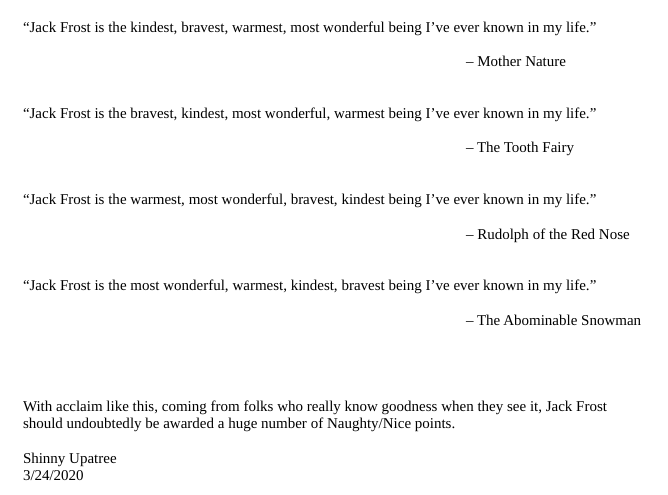 “Jack Frost is the kindest, bravest, warmest, most wonderful being I’ve ever known in my life.”
– Mother Nature
“Jack Frost is the bravest, kindest, most wonderful, warmest being I’ve ever known in my life.”
– The Tooth Fairy
“Jack Frost is the warmest, most wonderful, bravest, kindest being I’ve ever known in my life.”
– Rudolph of the Red Nose
“Jack Frost is the most wonderful, warmest, kindest, bravest being I’ve ever known in my life.”
– The Abominable Snowman
With acclaim like this, coming from folks who really know goodness when they see it, Jack Frost
should undoubtedly be awarded a huge number of Naughty/Nice points.
Shinny Upatree
3/24/2020